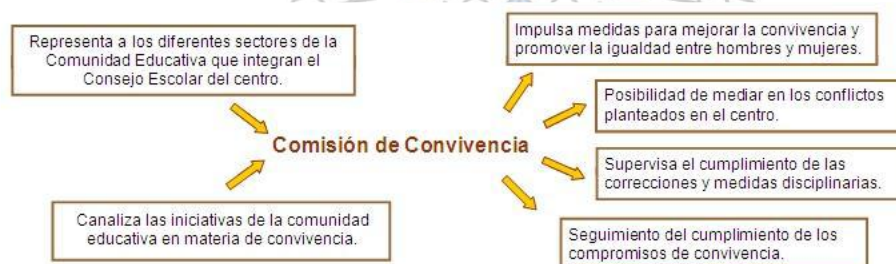 Representa a los diferentes sectores de la
Comunidad Educativa que integran el
Consejo Escolar del centro.
Impulsa medidas para mejorar la convivencia y
promover la igualdad entre hombres y mujeres.
Posibilidad de mediar en los conflictos
planteados en el centro.
Comisión de Convivencia
Supervisa el cumplimiento de las
correcciones y medidas disciplinarias.
Canaliza las iniciativas de la comunidad
educativa en materia de convivencia.
Seguimiento del cumplimiento de los
compromisos de convivencia.